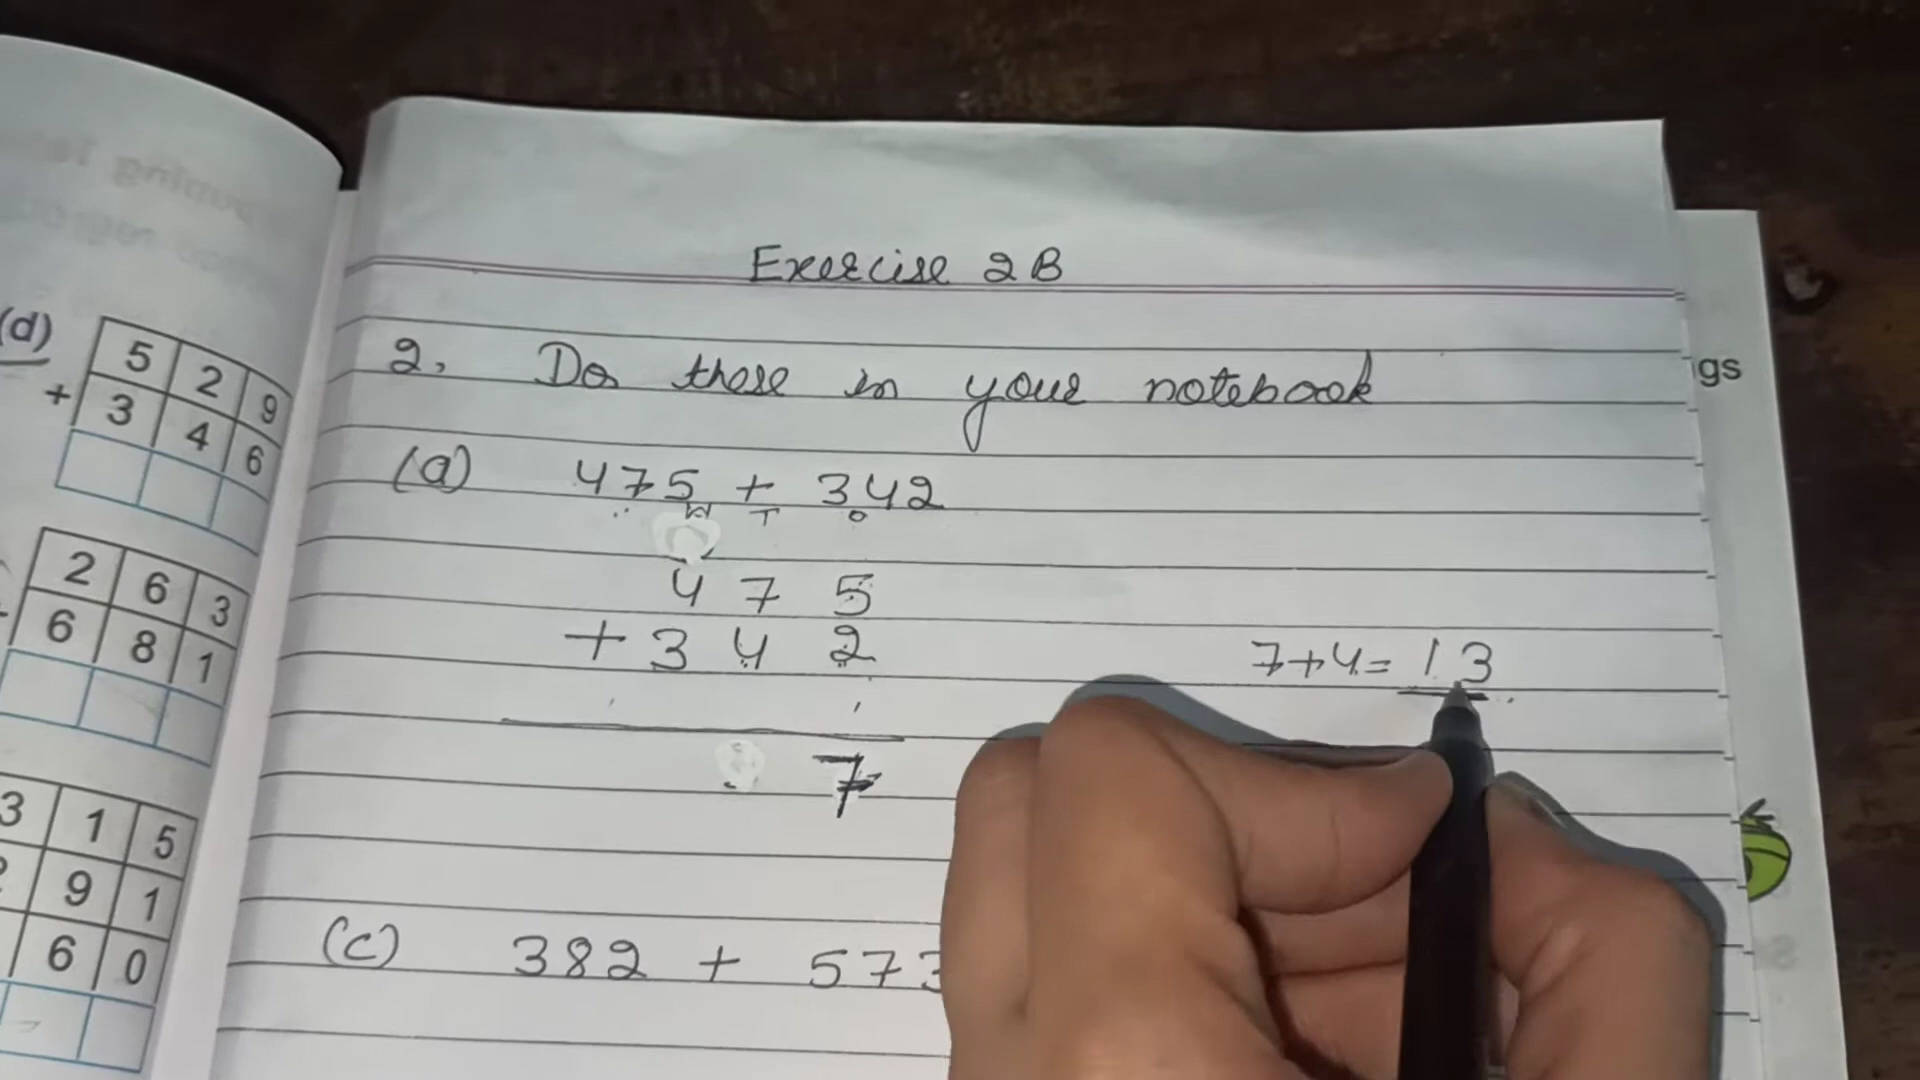 Exercise 2B
2. Do these in your notebook
(a) 475 + 342
H T O
4 7 5
+ 3 4 2
7
7+4= 13
(c) 382 + 573
(d)
5 2 9
+ 3 4 6
2 6 3
6 8 1
3 1 5
9 1
6 0
gs